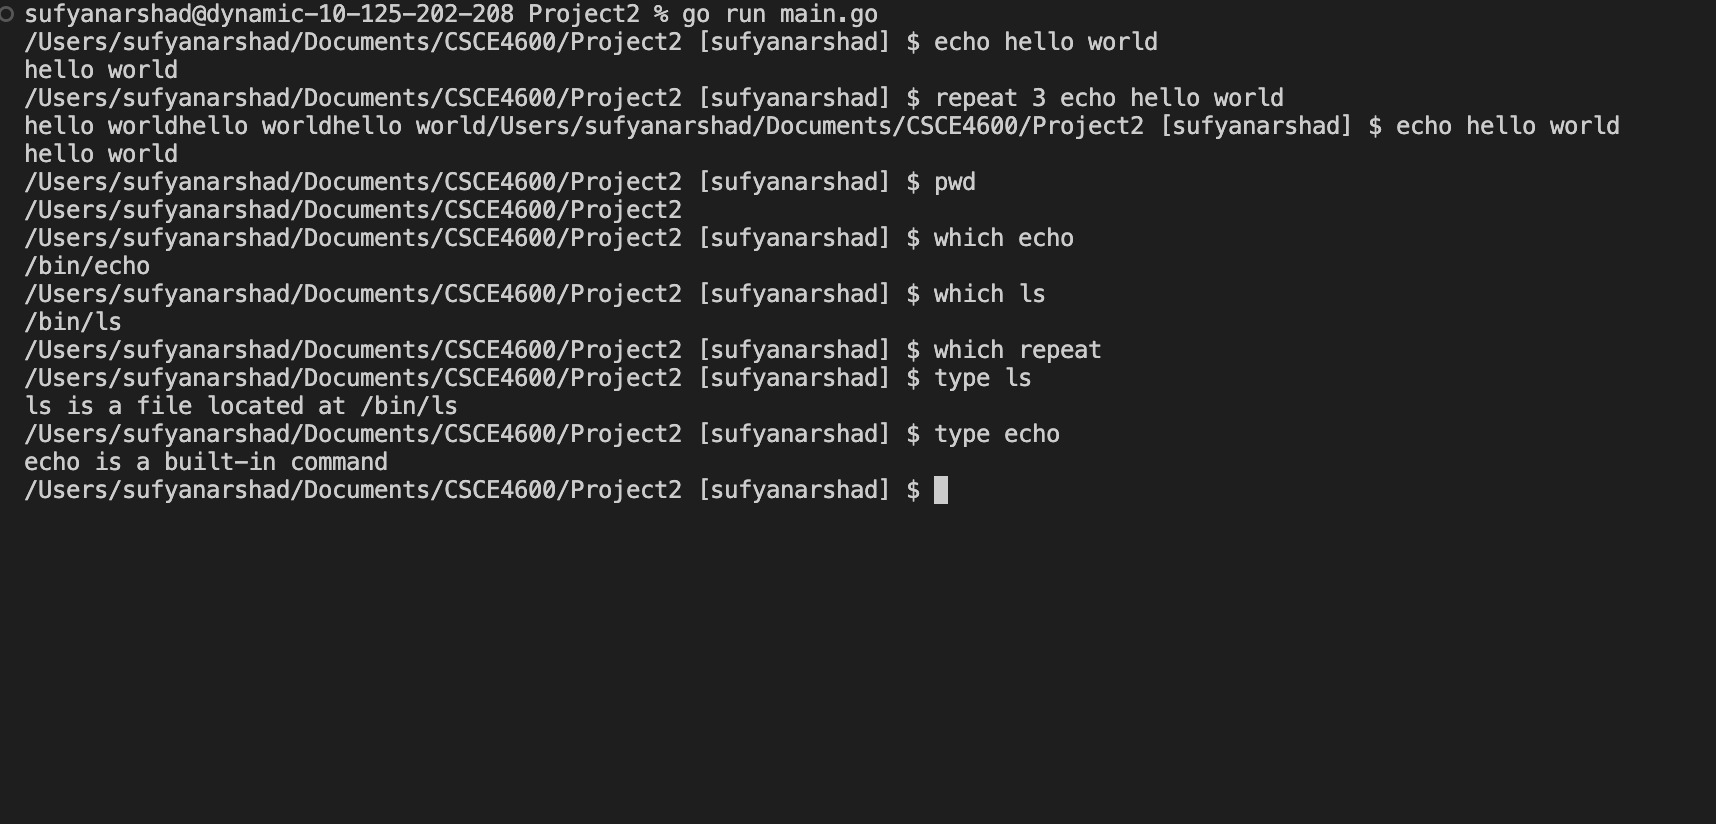 sufyanarshad@dynamic-10-125-202-208 Project2 % go run main.go
/Users/sufyanarshad/Documents/CSCE4600/Project2 [sufyanarshad] $ echo hello world
hello world
/Users/sufyanarshad/Documents/CSCE4600/Project2 [sufyanarshad] $ repeat 3 echo hello world
hello worldhello worldhello world/Users/sufyanarshad/Documents/CSCE4600/Project2 [sufyanarshad] $ echo hello world
hello world
/Users/sufyanarshad/Documents/CSCE4600/Project2 [sufyanarshad] $ pwd
/Users/sufyanarshad/Documents/CSCE4600/Project2
/Users/sufyanarshad/Documents/CSCE4600/Project2 [sufyanarshad] $ which echo
/bin/echo
/Users/sufyanarshad/Documents/CSCE4600/Project2 [sufyanarshad] $ which ls
/bin/ls
/Users/sufyanarshad/Documents/CSCE4600/Project2 [sufyanarshad] $ which repeat
/Users/sufyanarshad/Documents/CSCE4600/Project2 [sufyanarshad] $ type ls
ls is a file located at /bin/ls
/Users/sufyanarshad/Documents/CSCE4600/Project2 [sufyanarshad] $ type echo
echo is a built-in command
/Users/sufyanarshad/Documents/CSCE4600/Project2 [sufyanarshad] $